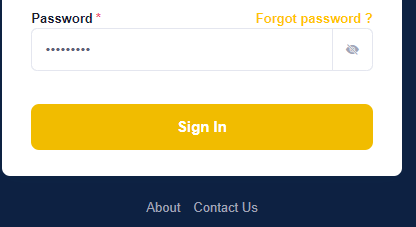 Password * Forgot password ?
•••••••••
Sign In
About Contact Us